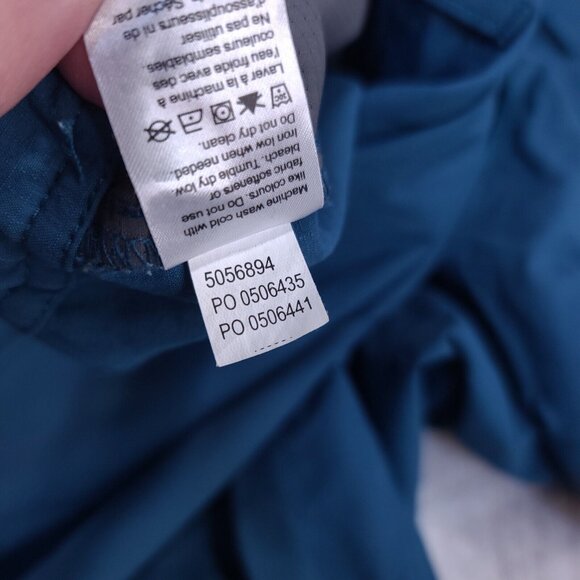 Machine wash cold with
like colours. Do not use
fabric softeners or
bleach. Tumble dry low
iron low when needed.
Do not dry clean.
30C
Laver à la machine à
l'eau froide avec des
couleurs semblables
Ne pas utiliser
d'assouplisseurs ni de
Sécher par
5056894
PO 0506435
PO 0506441